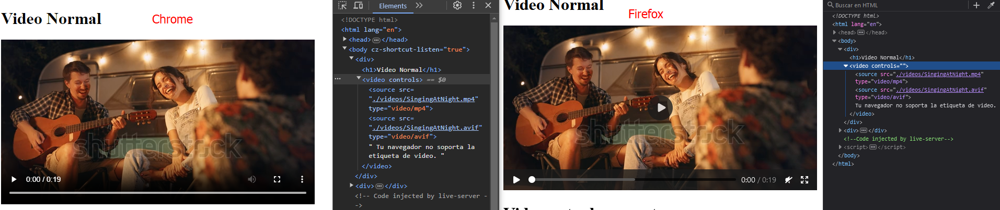 Video Normal
Chrome
shutterstock
0:00 / 0:19
Elements
<!DOCTYPE html>
<html lang="en">
<head> ... </head>
<body cz-shortcut-listen="true">
<div>
<h1>Video Normal</h1>
<video controls> == $0
<source src=
"./videos/SingingAtNight.mp4"
type="video/mp4">
<source src=
"./videos/SingingAtNight.avif"
type="video/avif">
" Tu navegador no soporta la
etiqueta de video. "
</video>
</div>
<div> ... </div>
<!-- Code injected by live-server --
-->
Video Normal
Firefox
shutterstock
0:00 / 0:19
Buscar en HTML
<!DOCTYPE html>
<html lang="en">
<head> ... </head>
<body>
<div>
<h1>Video Normal</h1>
<video controls="">
<source src="./videos/SingingAtNight.mp4"
type="video/mp4">
<source src="./videos/SingingAtNight.avif"
type="video/avif">
Tu navegador no soporta la etiqueta de video.
</video>
</div>
<div> ... </div>
<!--Code injected by live-server-->
<script> ... </script>
</body>
</html>